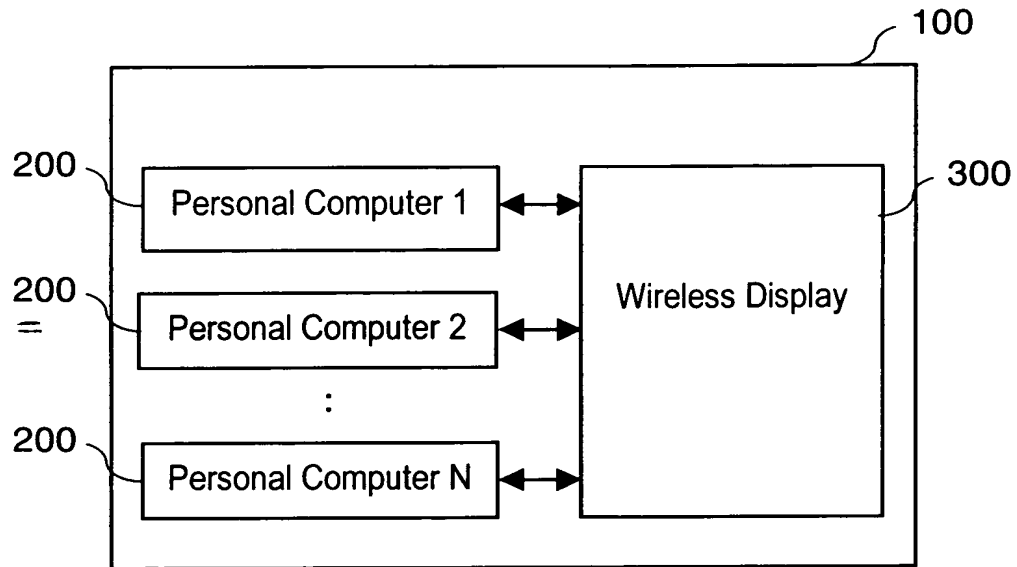 100
200
Personal Computer 1
300
Wireless Display
200
=
Personal Computer 2
:
200
Personal Computer N